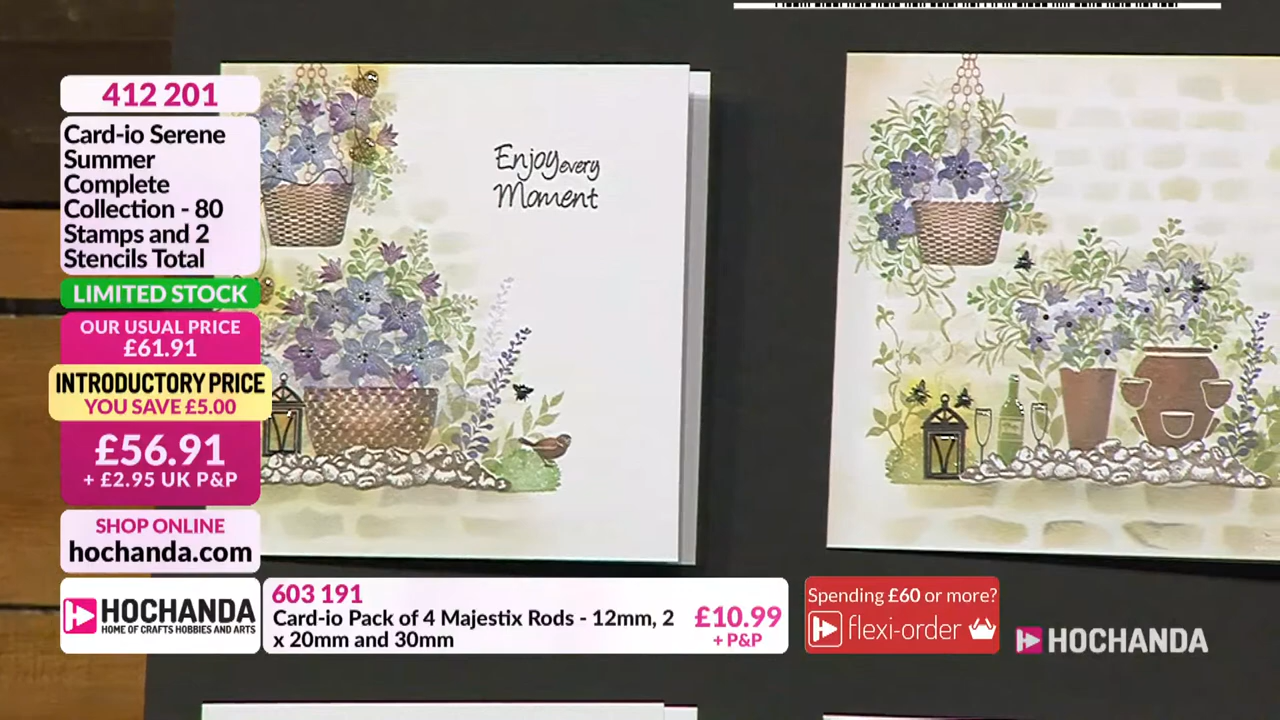 412 201
Card-io Serene
Summer
Complete
Collection - 80
Stamps and 2
Stencils Total
LIMITED STOCK
OUR USUAL PRICE
£61.91
INTRODUCTORY PRICE
YOU SAVE £5.00
£56.91
+ £2.95 UK P&P
SHOP ONLINE
hochanda.com
HOCHANDA
HOME OF CRAFTS HOBBIES AND ARTS
603 191
Card-io Pack of 4 Majestix Rods - 12mm, 2
x 20mm and 30mm
£10.99
+ P&P
Spending £60 or more?
flexi-order
HOCHANDA
Enjoy every
Moment